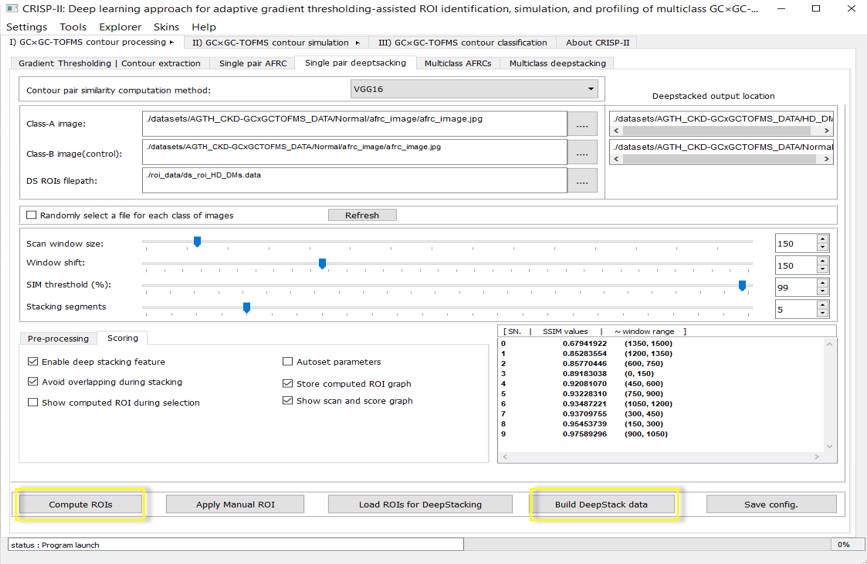 CRISP-II: Deep learning approach for adaptive gradient thresholding-assisted ROI identification, simulation, and profiling of multiclass GC×GC-...
Settings Tools Explorer Skins Help
I) GC×GC-TOFMS contour processing ▸ II) GC×GC-TOFMS contour simulation ▸ III) GC×GC-TOFMS contour classification About CRISP-II
Gradient Thresholding | Contour extraction Single pair AFRC Single pair deeptsacking Multiclass AFRCs Multiclass deepstacking
Contour pair similarity computation method: VGG16
Deepstacked output location
Class-A image: ./datasets/AGTH_CKD-GCxGCTOFMS_DATA/Normal/afrc_image/afrc_image.jpg .... ./datasets/AGTH_CKD-GCxGCTOFMS_DATA/HD_DM
Class-B image(control): ./datasets/AGTH_CKD-GCxGCTOFMS_DATA/Normal/afrc_image/afrc_image.jpg .... ./datasets/AGTH_CKD-GCxGCTOFMS_DATA/Normal
DS ROIs filepath: ./roi_data/ds_roi_HD_DMs.data ....
Randomly select a file for each class of images Refresh
Scan window size: 150
Window shift: 150
SIM threshold (%): 99
Stacking segments 5
Pre-processing Scoring
Enable deep stacking feature Autoset parameters
Avoid overlapping during stacking Store computed ROI graph
Show computed ROI during selection Show scan and score graph
[ SN. | SSIM values | ~ window range ]
0 0.67941922 (1350, 1500)
1 0.85283554 (1200, 1350)
2 0.85770446 (600, 750)
3 0.89183038 (0, 150)
4 0.92081070 (450, 600)
5 0.93228310 (750, 900)
6 0.93487221 (1050, 1200)
7 0.93709755 (300, 450)
8 0.95453739 (150, 300)
9 0.97589296 (900, 1050)
Compute ROIs Apply Manual ROI Load ROIs for DeepStacking Build DeepStack data Save config.
status : Program launch 0%